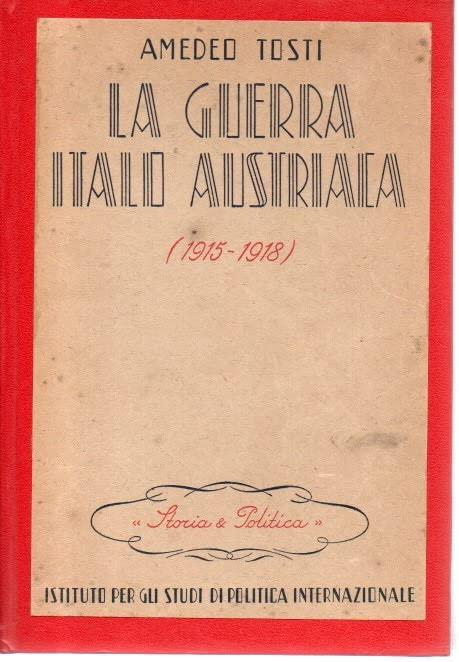 AMEDEO TOSTI
LA GUERRA
ITALO AUSTRIACA
(1915-1918)
« Storia & Politica »
ISTITUTO PER GLI STUDI DI POLITICA INTERNAZIONALE